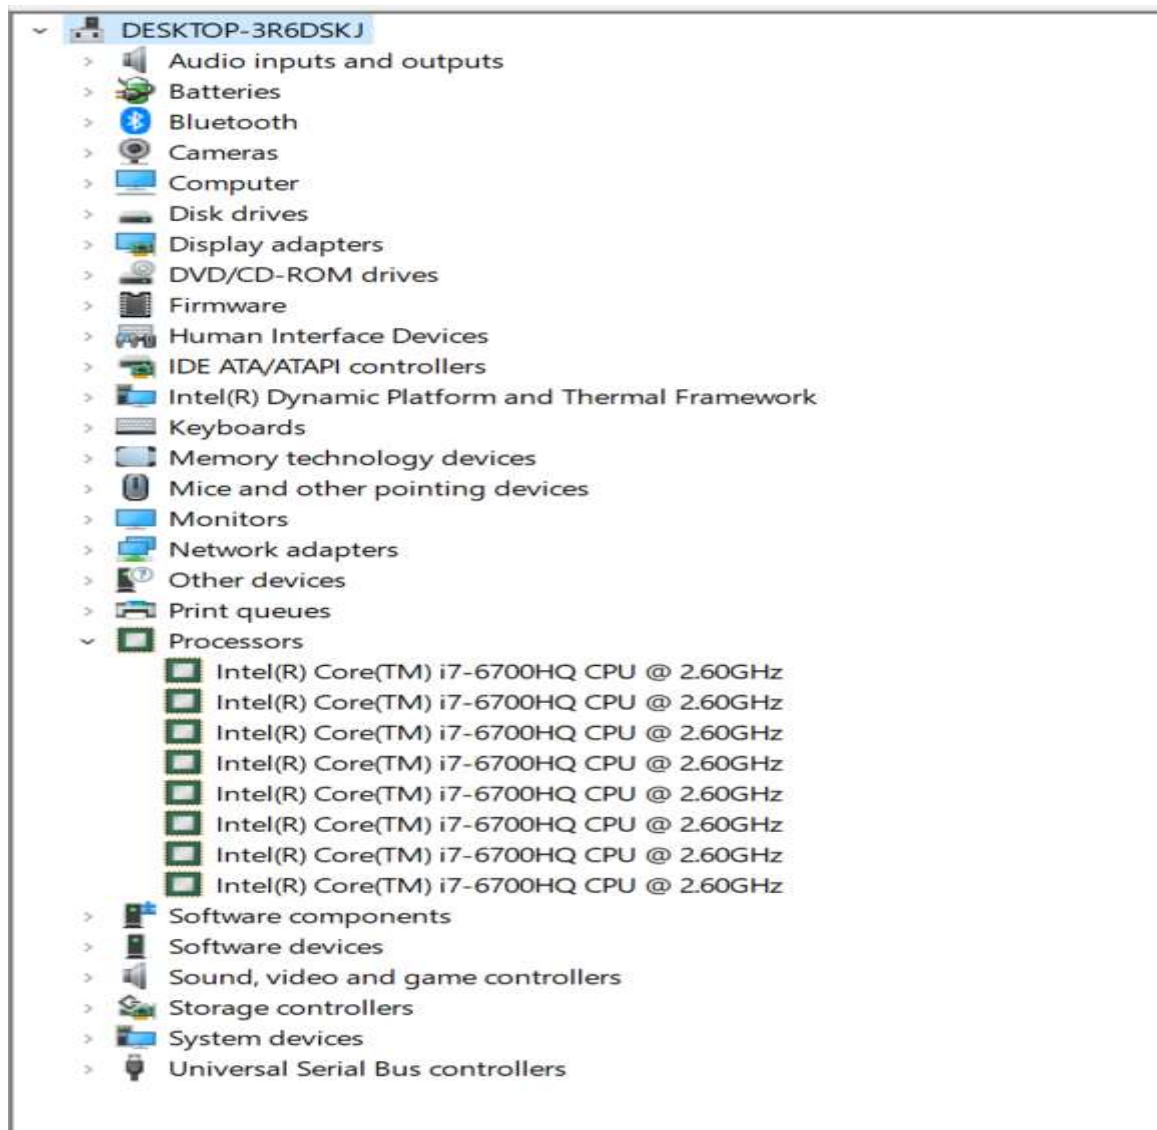 DESKTOP-3R6DSKJ
Audio inputs and outputs
Batteries
Bluetooth
Cameras
Computer
Disk drives
Display adapters
DVD/CD-ROM drives
Firmware
Human Interface Devices
IDE ATA/ATAPI controllers
Intel(R) Dynamic Platform and Thermal Framework
Keyboards
Memory technology devices
Mice and other pointing devices
Monitors
Network adapters
Other devices
Print queues
Processors
Intel(R) Core(TM) i7-6700HQ CPU @ 2.60GHz
Intel(R) Core(TM) i7-6700HQ CPU @ 2.60GHz
Intel(R) Core(TM) i7-6700HQ CPU @ 2.60GHz
Intel(R) Core(TM) i7-6700HQ CPU @ 2.60GHz
Intel(R) Core(TM) i7-6700HQ CPU @ 2.60GHz
Intel(R) Core(TM) i7-6700HQ CPU @ 2.60GHz
Intel(R) Core(TM) i7-6700HQ CPU @ 2.60GHz
Intel(R) Core(TM) i7-6700HQ CPU @ 2.60GHz
Software components
Software devices
Sound, video and game controllers
Storage controllers
System devices
Universal Serial Bus controllers